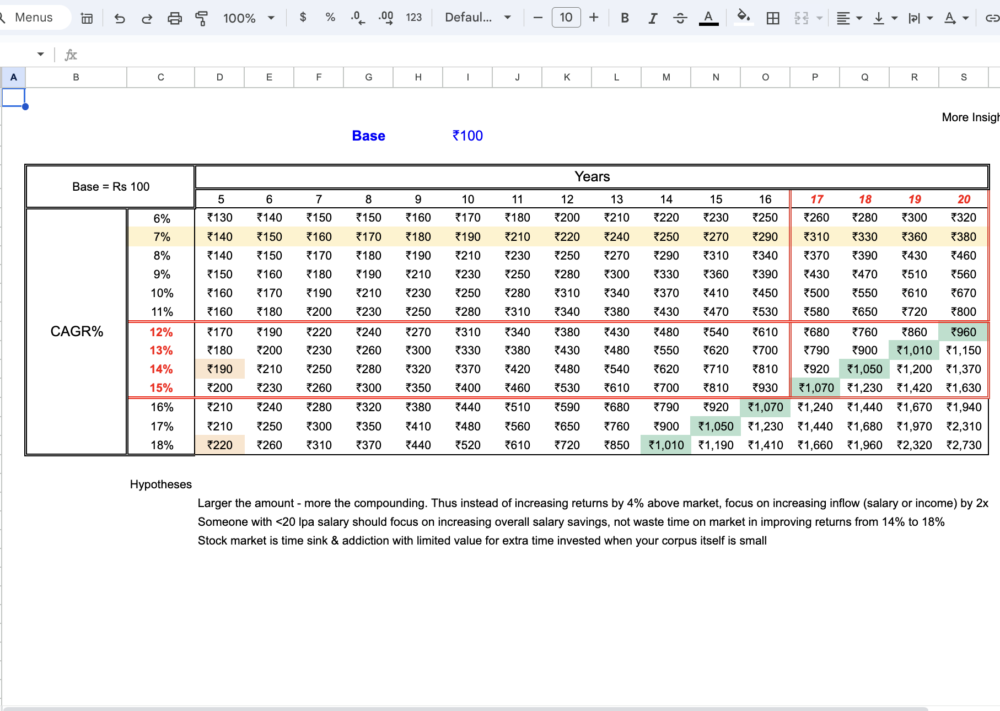 Menus 100% $ % .0 .00 123 Defaul... 10 B I S A A
fx
A B C D E F G H I J K L M N O P Q R S
More Insigh
Base ₹100
Base = Rs 100 Years
5 6 7 8 9 10 11 12 13 14 15 16 17 18 19 20
6% ₹130 ₹140 ₹150 ₹150 ₹160 ₹170 ₹180 ₹200 ₹210 ₹220 ₹230 ₹250 ₹260 ₹280 ₹300 ₹320
7% ₹140 ₹150 ₹160 ₹170 ₹180 ₹190 ₹210 ₹220 ₹240 ₹250 ₹270 ₹290 ₹310 ₹330 ₹360 ₹380
8% ₹140 ₹150 ₹170 ₹180 ₹190 ₹210 ₹230 ₹250 ₹270 ₹290 ₹310 ₹340 ₹370 ₹390 ₹430 ₹460
9% ₹150 ₹160 ₹180 ₹190 ₹210 ₹230 ₹250 ₹280 ₹300 ₹330 ₹360 ₹390 ₹430 ₹470 ₹510 ₹560
10% ₹160 ₹170 ₹190 ₹210 ₹230 ₹250 ₹280 ₹310 ₹340 ₹370 ₹410 ₹450 ₹500 ₹550 ₹610 ₹670
11% ₹160 ₹180 ₹200 ₹230 ₹250 ₹280 ₹310 ₹340 ₹380 ₹430 ₹470 ₹530 ₹580 ₹650 ₹720 ₹800
CAGR% 12% ₹170 ₹190 ₹220 ₹240 ₹270 ₹310 ₹340 ₹380 ₹430 ₹480 ₹540 ₹610 ₹680 ₹760 ₹860 ₹960
13% ₹180 ₹200 ₹230 ₹260 ₹300 ₹330 ₹380 ₹430 ₹480 ₹550 ₹620 ₹700 ₹790 ₹900 ₹1,010 ₹1,150
14% ₹190 ₹210 ₹250 ₹280 ₹320 ₹370 ₹420 ₹480 ₹540 ₹620 ₹710 ₹810 ₹920 ₹1,050 ₹1,200 ₹1,370
15% ₹200 ₹230 ₹260 ₹300 ₹350 ₹400 ₹460 ₹530 ₹610 ₹700 ₹810 ₹930 ₹1,070 ₹1,230 ₹1,420 ₹1,630
16% ₹210 ₹240 ₹280 ₹320 ₹380 ₹440 ₹510 ₹590 ₹680 ₹790 ₹920 ₹1,070 ₹1,240 ₹1,440 ₹1,670 ₹1,940
17% ₹210 ₹250 ₹300 ₹350 ₹410 ₹480 ₹560 ₹650 ₹760 ₹900 ₹1,050 ₹1,230 ₹1,440 ₹1,680 ₹1,970 ₹2,310
18% ₹220 ₹260 ₹310 ₹370 ₹440 ₹520 ₹610 ₹720 ₹850 ₹1,010 ₹1,190 ₹1,410 ₹1,660 ₹1,960 ₹2,320 ₹2,730
Hypotheses
Larger the amount - more the compounding. Thus instead of increasing returns by 4% above market, focus on increasing inflow (salary or income) by 2x
Someone with <20 lpa salary should focus on increasing overall salary savings, not waste time on market in improving returns from 14% to 18%
Stock market is time sink & addiction with limited value for extra time invested when your corpus itself is small